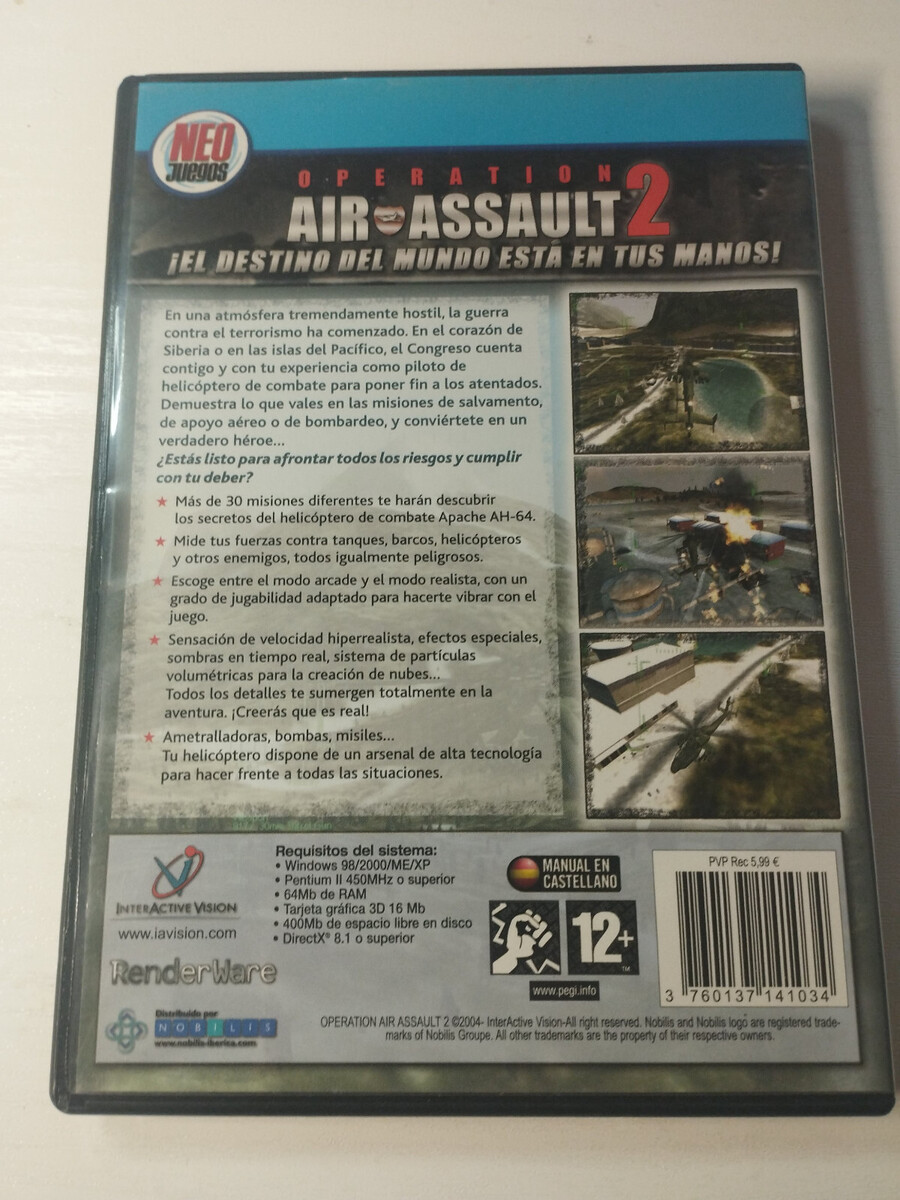 NEO
JUEGOS
OPERATION
AIR ASSAULT 2
¡EL DESTINO DEL MUNDO ESTÁ EN TUS MANOS!
En una atmósfera tremendamente hostil, la guerra
contra el terrorismo ha comenzado. En el corazón de
Siberia o en las islas del Pacífico, el Congreso cuenta
contigo y con tu experiencia como piloto de
helicóptero de combate para poner fin a los atentados.
Demuestra lo que vales en las misiones de salvamento,
de apoyo aéreo o de bombardeo, y conviértete en un
verdadero héroe...
¿Estás listo para afrontar todos los riesgos y cumplir
con tu deber?
★ Más de 30 misiones diferentes te harán descubrir
los secretos del helicóptero de combate Apache AH-64.
★ Mide tus fuerzas contra tanques, barcos, helicópteros
y otros enemigos, todos igualmente peligrosos.
★ Escoge entre el modo arcade y el modo realista, con un
grado de jugabilidad adaptado para hacerte vibrar con el
juego.
★ Sensación de velocidad hiperrealista, efectos especiales,
sombras en tiempo real, sistema de partículas
volumétricas para la creación de nubes...
Todos los detalles te sumergen totalmente en la
aventura. ¡Creerás que es real!
★ Ametralladoras, bombas, misiles...
Tu helicóptero dispone de un arsenal de alta tecnología
para hacer frente a todas las situaciones.
INTERACTIVE VISION
www.iavision.com
RenderWare
Distribuido por
NOBILIS
www.nobilis-iberica.com
Requisitos del sistema:
• Windows 98/2000/ME/XP
• Pentium II 450MHz o superior
• 64Mb de RAM
• Tarjeta gráfica 3D 16 Mb
• 400Mb de espacio libre en disco
• DirectX® 8.1 o superior
MANUAL EN
CASTELLANO
12+
™
www.pegi.info
PVP Rec 5,99 €
3 760137 141034
OPERATION AIR ASSAULT 2 ©2004- InterActive Vision-All right reserved. Nobilis and Nobilis logo are registered trade-
marks of Nobilis Groupe. All other trademarks are the property of their respective owners.